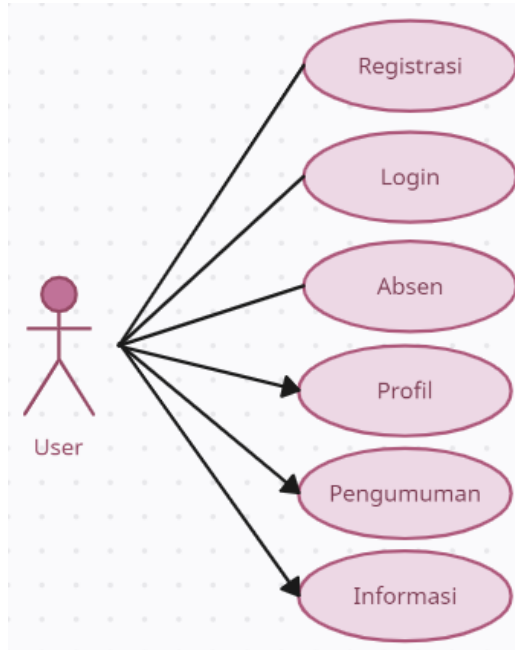 Registrasi
Login
Absen
Profil
Pengumuman
Informasi
User